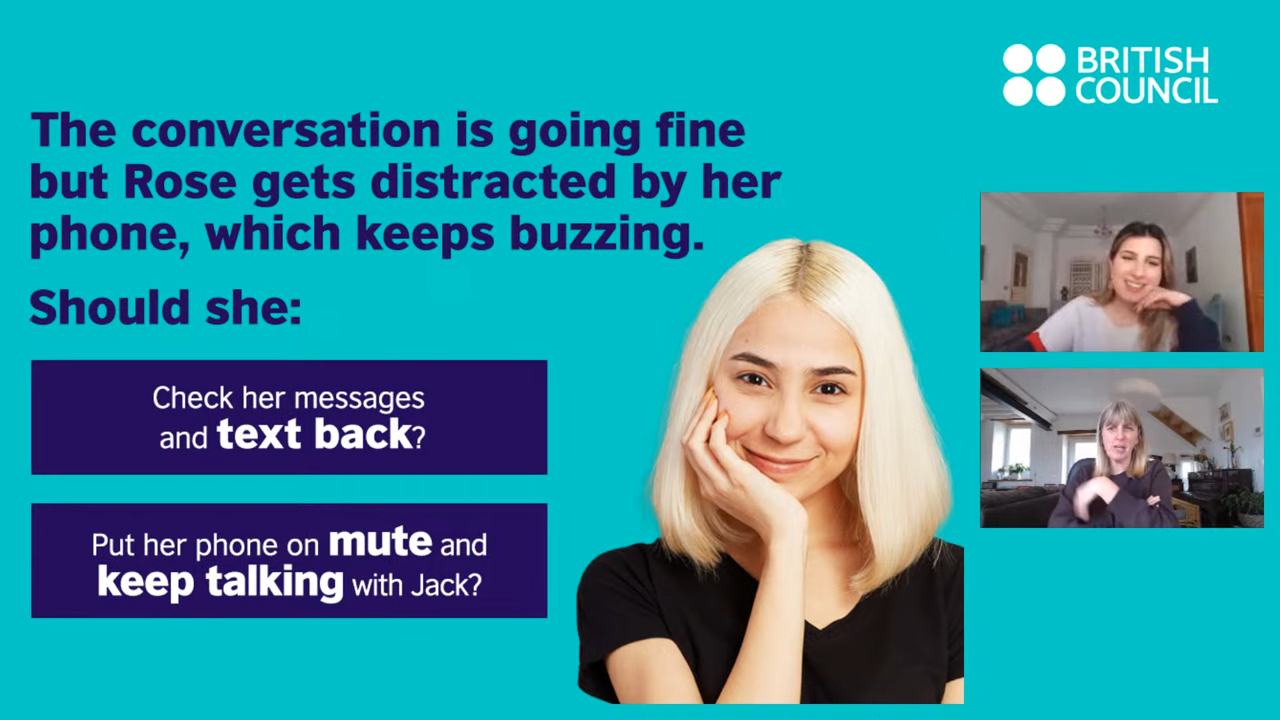 BRITISH
COUNCIL
The conversation is going fine
but Rose gets distracted by her
phone, which keeps buzzing.
Should she:
Check her messages
and text back?
Put her phone on mute and
keep talking with Jack?